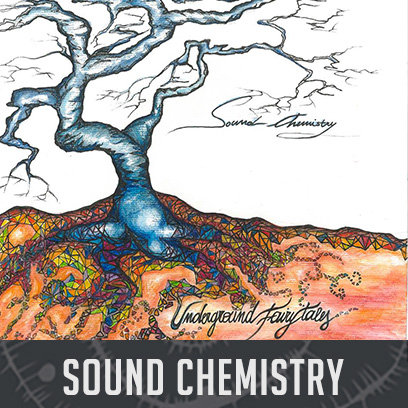 Sound Chemistry
Underground Fairytales
SOUND CHEMISTRY